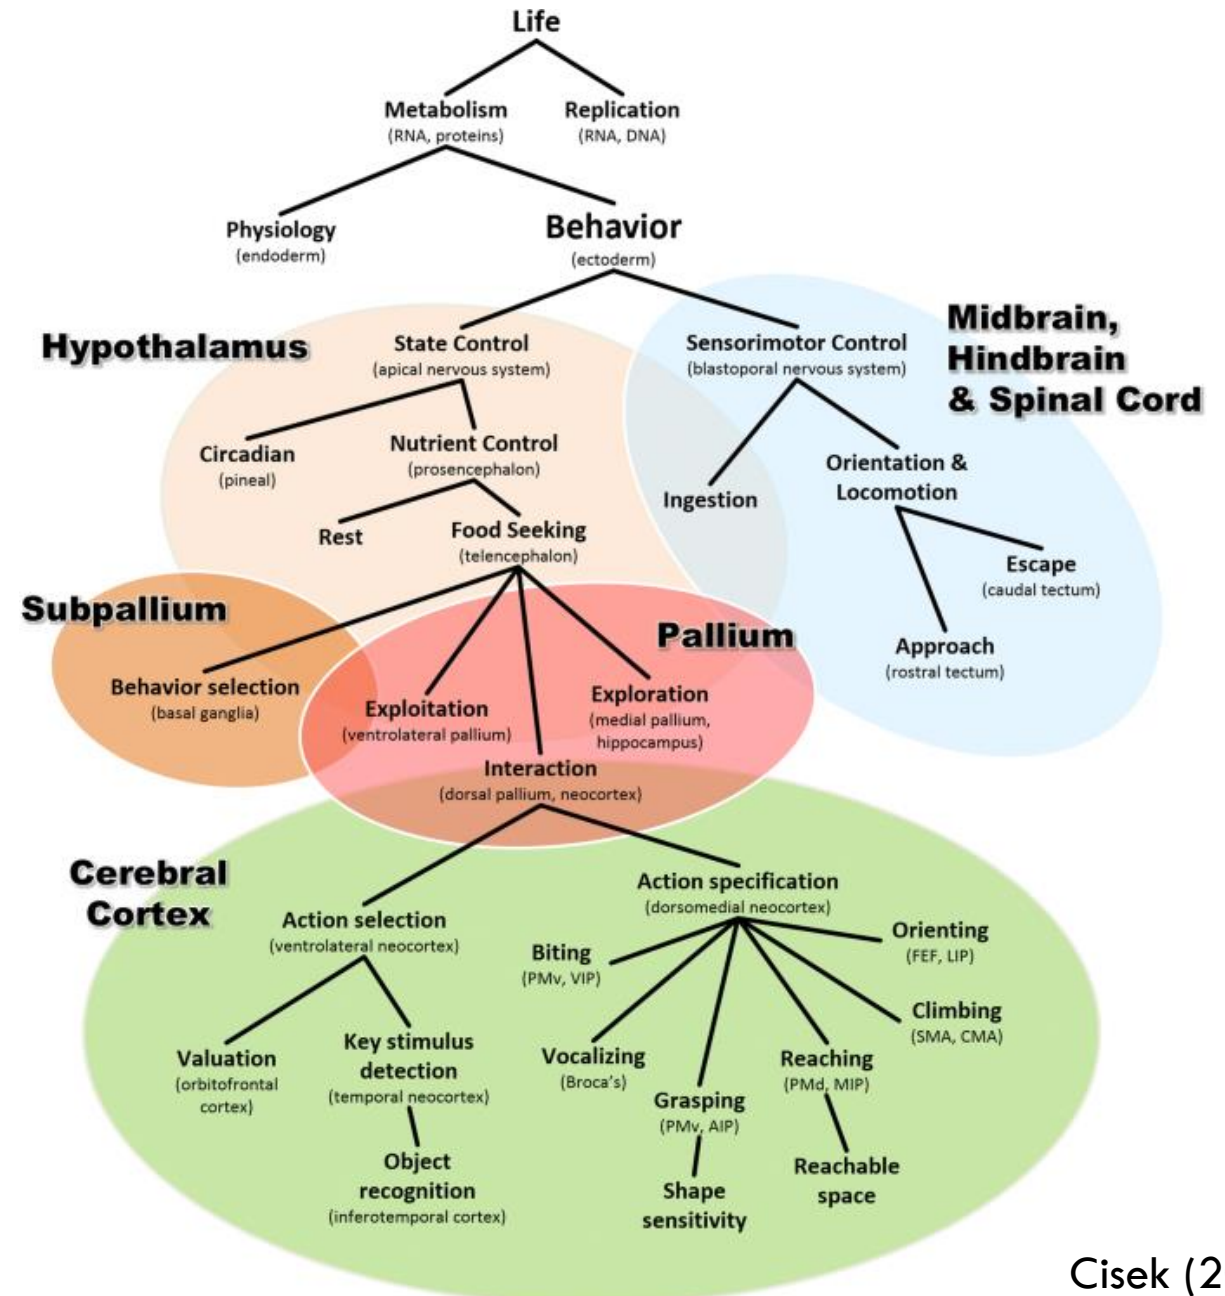 Life
Metabolism
(RNA, proteins)
Replication
(RNA, DNA)
Physiology
(endoderm)
Behavior
(ectoderm)
Hypothalamus
State Control
(apical nervous system)
Sensorimotor Control
(blastoporal nervous system)
Midbrain,
Hindbrain
& Spinal Cord
Circadian
(pineal)
Nutrient Control
(prosencephalon)
Ingestion
Orientation &
Locomotion
Rest
Food Seeking
(telencephalon)
Escape
(caudal tectum)
Approach
(rostral tectum)
Subpallium
Pallium
Behavior selection
(basal ganglia)
Exploitation
(ventrolateral pallium)
Exploration
(medial pallium,
hippocampus)
Interaction
(dorsal pallium, neocortex)
Cerebral
Cortex
Action selection
(ventrolateral neocortex)
Action specification
(dorsomedial neocortex)
Biting
(PMv, VIP)
Orienting
(FEF, LIP)
Climbing
(SMA, CMA)
Valuation
(orbitofrontal
cortex)
Key stimulus
detection
(temporal neocortex)
Vocalizing
(Broca's)
Grasping
(PMv, AIP)
Reaching
(PMd, MIP)
Object
recognition
(inferotemporal cortex)
Shape
sensitivity
Reachable
space
Cisek (2